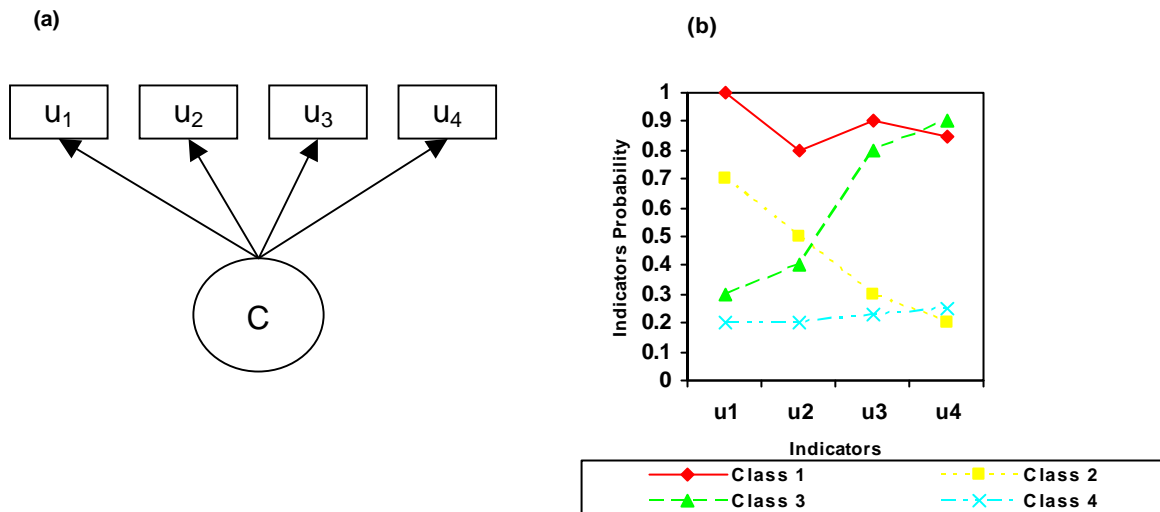 (a)
u₁ u₂ u₃ u₄
C
(b)
Indicators Probability
1
0.9
0.8
0.7
0.6
0.5
0.4
0.3
0.2
0.1
0
u1 u2 u3 u4
Indicators
Class 1 Class 2
Class 3 Class 4